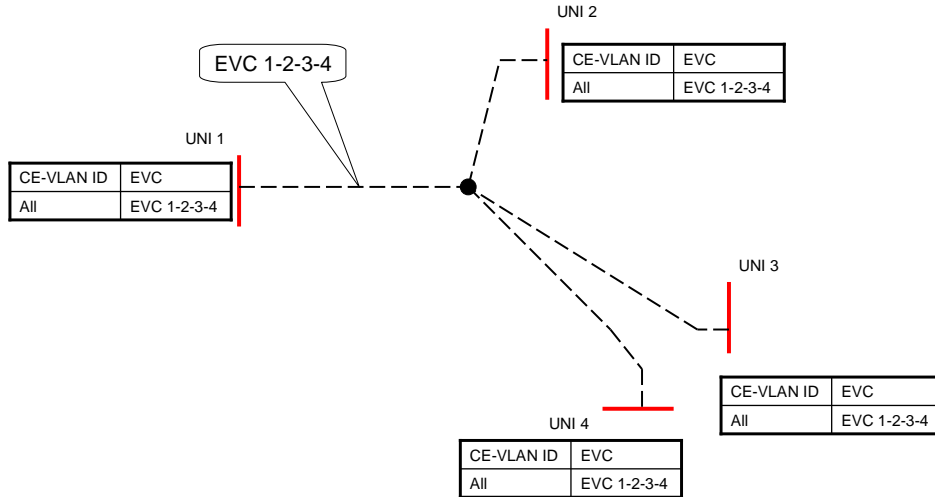 UNI 2
CE-VLAN ID EVC
All EVC 1-2-3-4
EVC 1-2-3-4
UNI 1
CE-VLAN ID EVC
All EVC 1-2-3-4
UNI 3
CE-VLAN ID EVC
All EVC 1-2-3-4
UNI 4
CE-VLAN ID EVC
All EVC 1-2-3-4